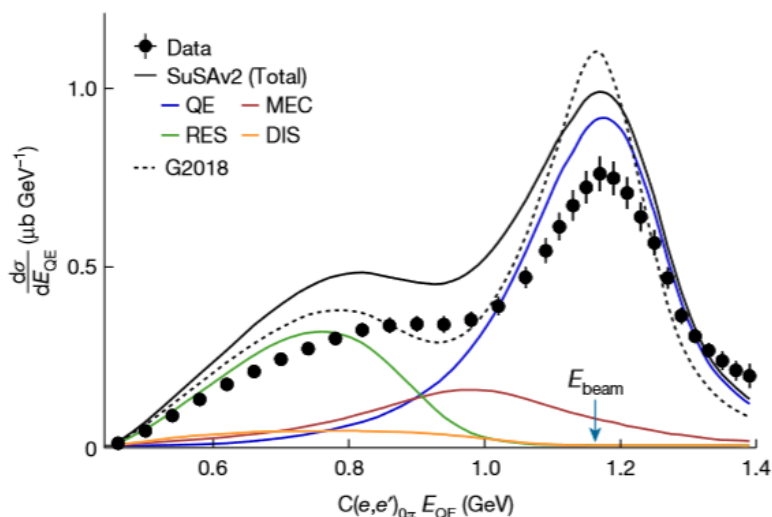 Data
SuSAv2 (Total)
QE MEC
RES DIS
G2018
1.0
0.5
0
dσ
dE_QE (μb GeV⁻¹)
E_beam
0.6 0.8 1.0 1.2 1.4
C(e,e′)_0π E_QE (GeV)